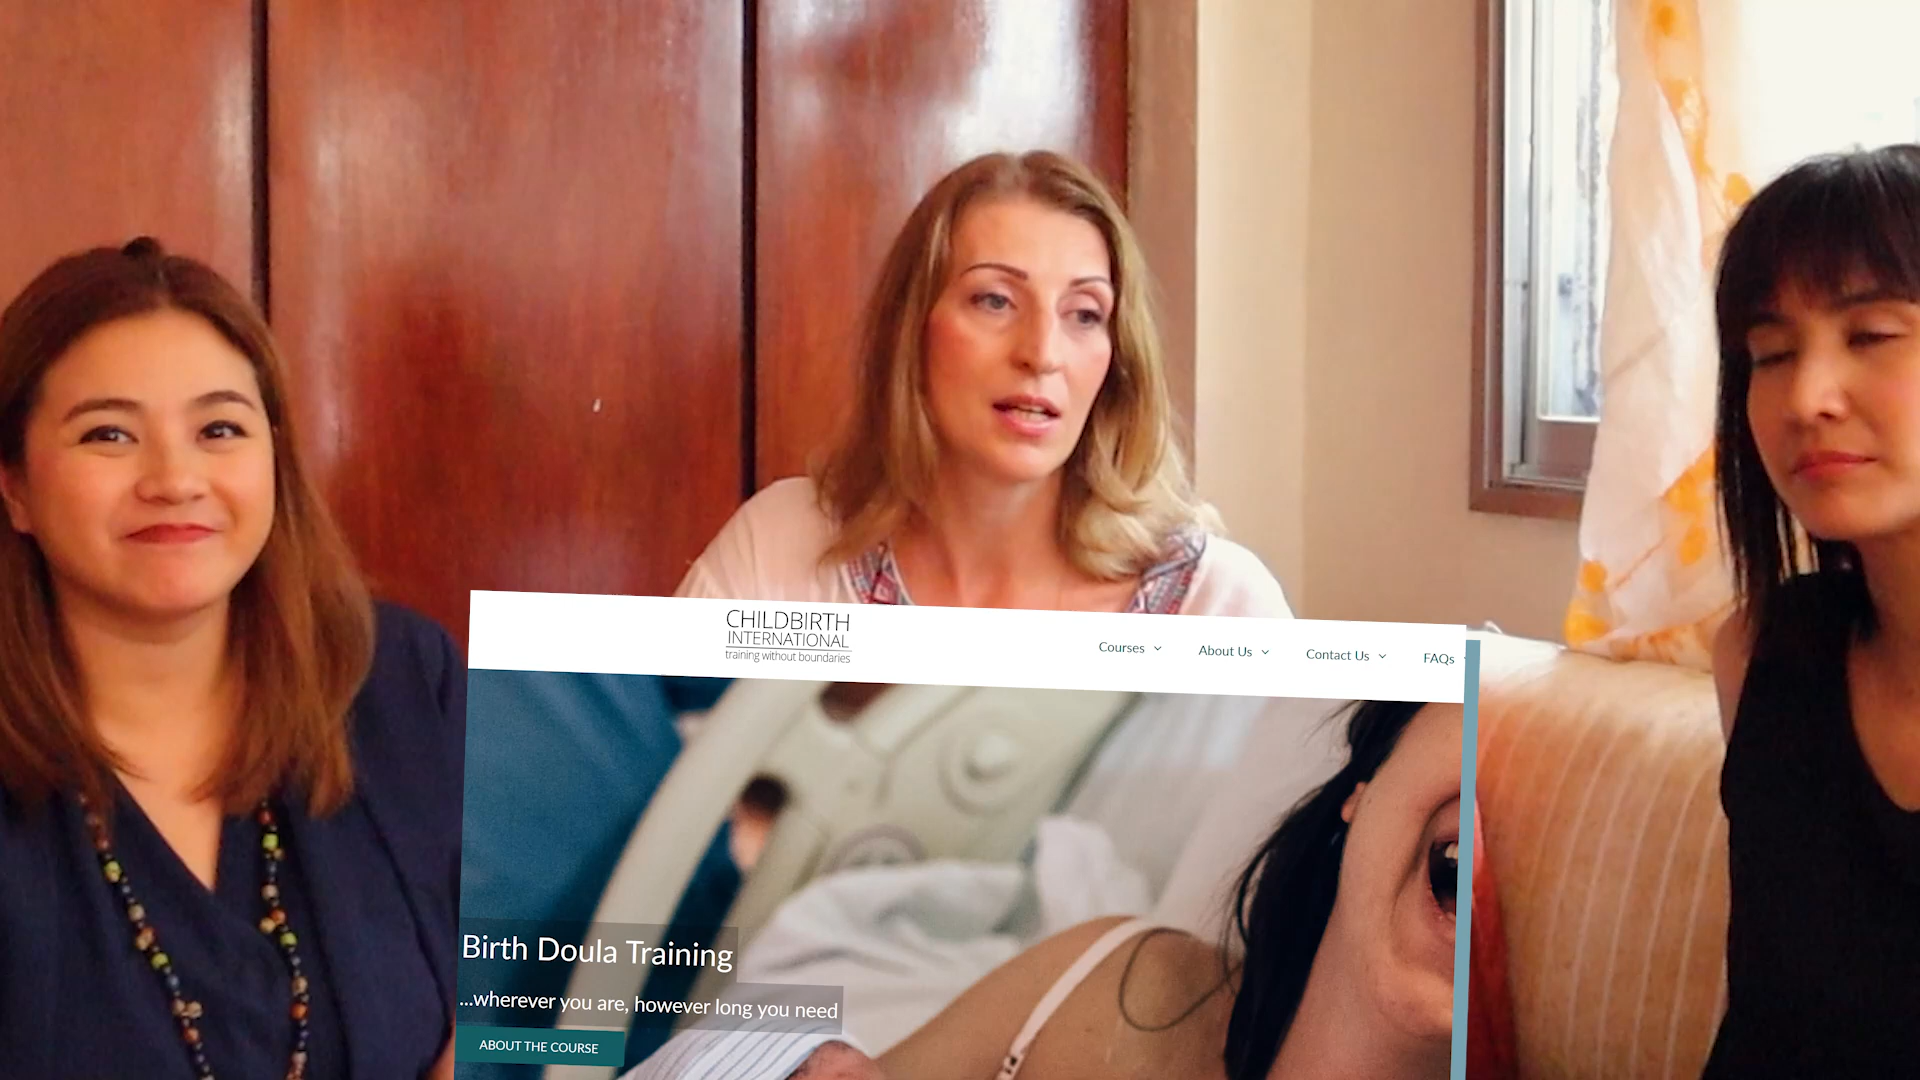 CHILDBIRTH
INTERNATIONAL
training without boundaries
Courses
About Us
Contact Us
FAQs
Birth Doula Training
...wherever you are, however long you need
ABOUT THE COURSE